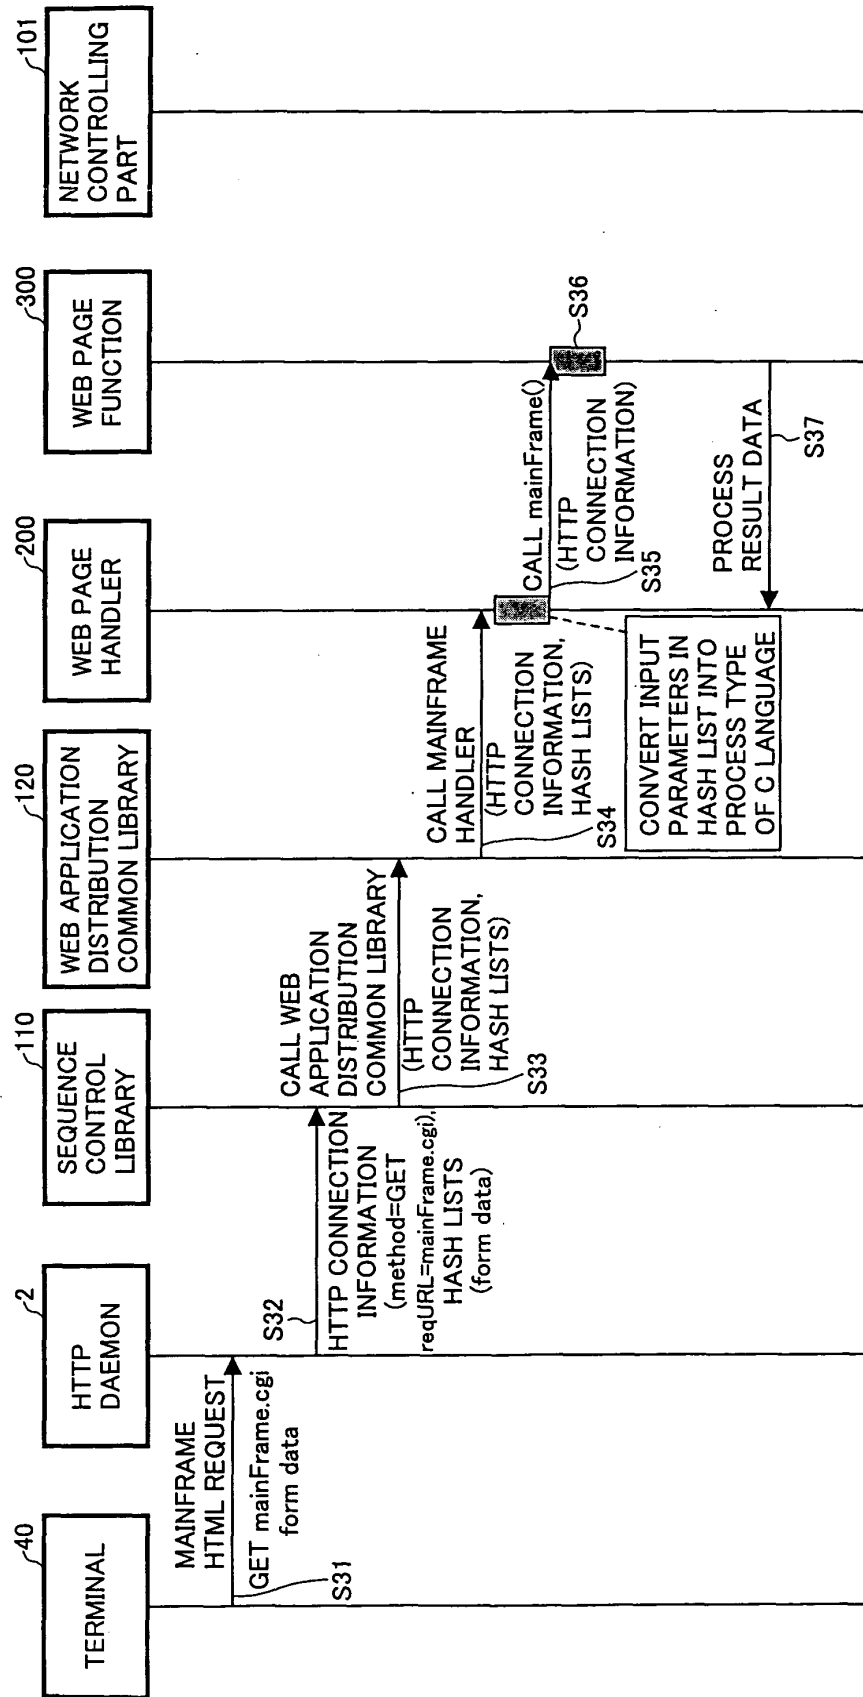 40
TERMINAL
2
HTTP
DAEMON
110
SEQUENCE
CONTROL
LIBRARY
120
WEB APPLICATION
DISTRIBUTION
COMMON LIBRARY
200
WEB PAGE
HANDLER
300
WEB PAGE
FUNCTION
101
NETWORK
CONTROLLING
PART
MAINFRAME
HTML REQUEST
GET mainFrame.cgi
form data
S31
S32
HTTP CONNECTION
INFORMATION
(method=GET
reqURL=mainFrame.cgi),
HASH LISTS
(form data)
CALL WEB
APPLICATION
DISTRIBUTION
COMMON LIBRARY
(HTTP
CONNECTION
INFORMATION,
HASH LISTS)
S33
CALL MAINFRAME
HANDLER
(HTTP
CONNECTION
INFORMATION,
HASH LISTS)
S34
CALL mainFrame()
(HTTP
CONNECTION
INFORMATION)
S35
S36
CONVERT INPUT
PARAMETERS IN
HASH LIST INTO
PROCESS TYPE
OF C LANGUAGE
PROCESS
RESULT DATA
S37